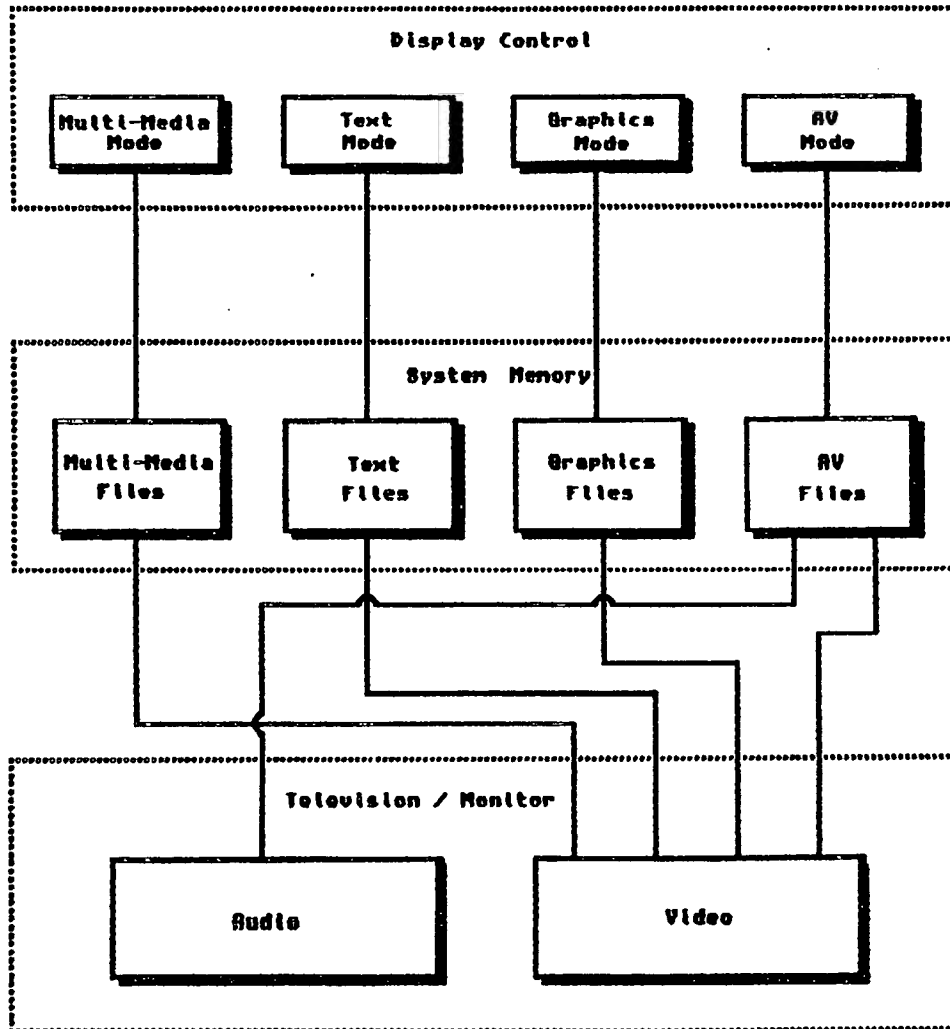 Display Control
Multi-Media
Mode
Text
Mode
Graphics
Mode
AV
Mode
System Memory
Multi-Media
Files
Text
Files
Graphics
Files
AV
Files
Television / Monitor
Audio
Video